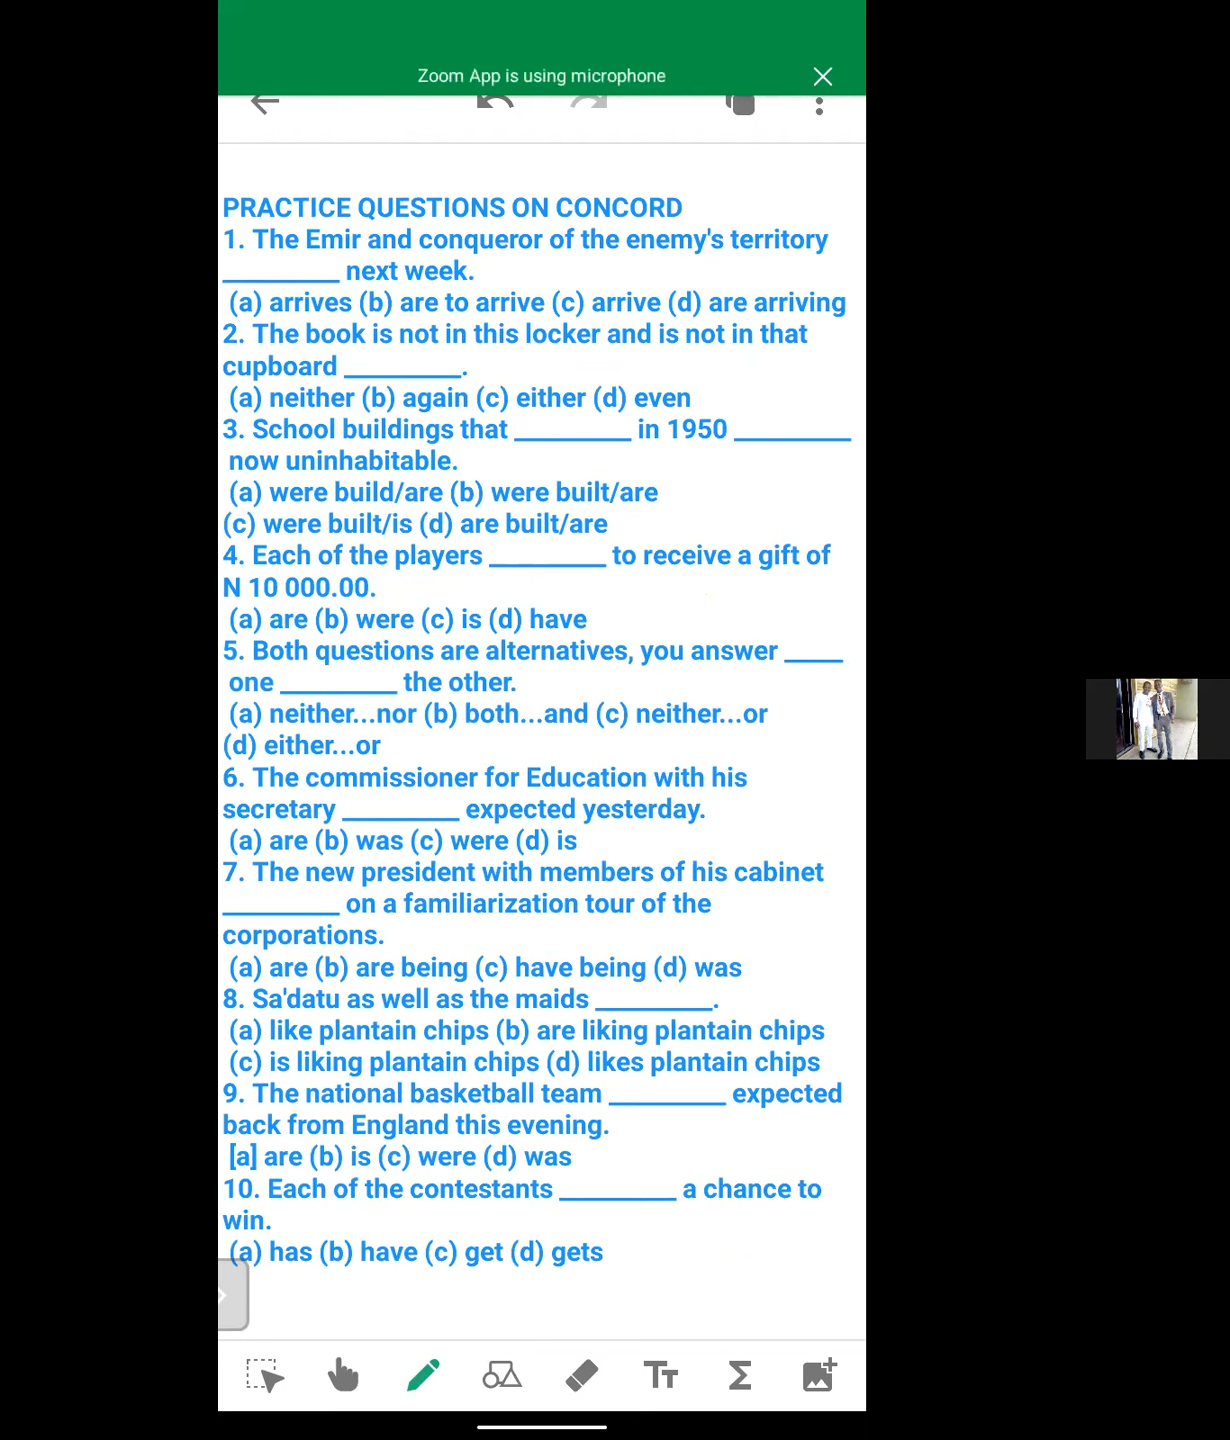 Zoom App is using microphone
PRACTICE QUESTIONS ON CONCORD
1. The Emir and conqueror of the enemy's territory
_________ next week.
(a) arrives (b) are to arrive (c) arrive (d) are arriving
2. The book is not in this locker and is not in that
cupboard _________.
(a) neither (b) again (c) either (d) even
3. School buildings that _________ in 1950 _________
now uninhabitable.
(a) were build/are (b) were built/are
(c) were built/is (d) are built/are
4. Each of the players _________ to receive a gift of
N 10 000.00.
(a) are (b) were (c) is (d) have
5. Both questions are alternatives, you answer _____
one _________ the other.
(a) neither...nor (b) both...and (c) neither...or
(d) either...or
6. The commissioner for Education with his
secretary _________ expected yesterday.
(a) are (b) was (c) were (d) is
7. The new president with members of his cabinet
_________ on a familiarization tour of the
corporations.
(a) are (b) are being (c) have being (d) was
8. Sa'datu as well as the maids _________.
(a) like plantain chips (b) are liking plantain chips
(c) is liking plantain chips (d) likes plantain chips
9. The national basketball team _________ expected
back from England this evening.
[a] are (b) is (c) were (d) was
10. Each of the contestants _________ a chance to
win.
(a) has (b) have (c) get (d) gets